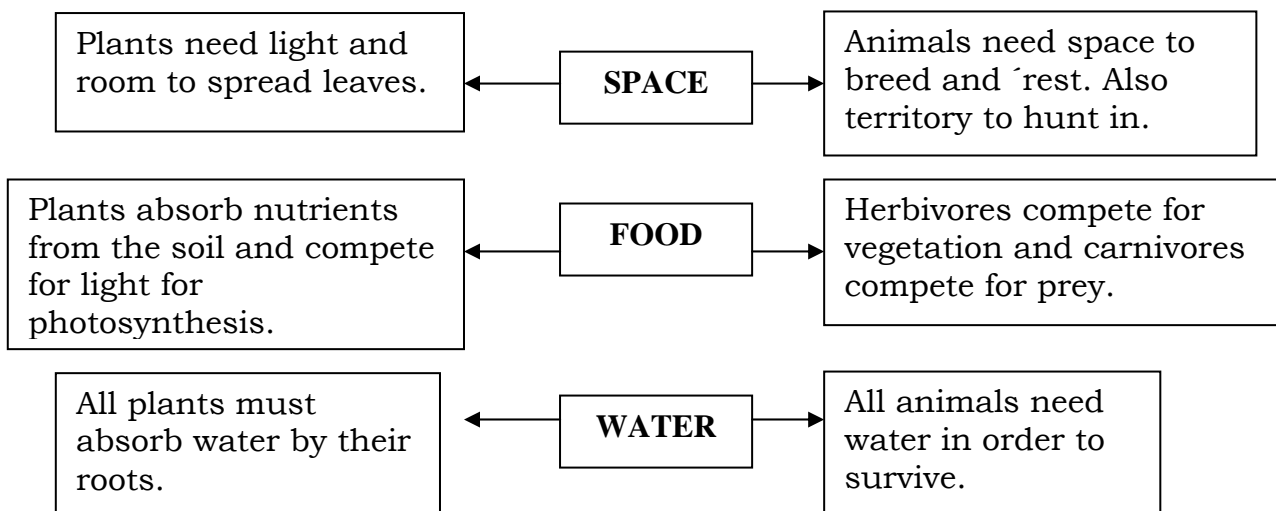 Plants need light and
room to spread leaves.
SPACE
Animals need space to
breed and ´rest. Also
territory to hunt in.
Plants absorb nutrients
from the soil and compete
for light for
photosynthesis.
FOOD
Herbivores compete for
vegetation and carnivores
compete for prey.
All plants must
absorb water by their
roots.
WATER
All animals need
water in order to
survive.